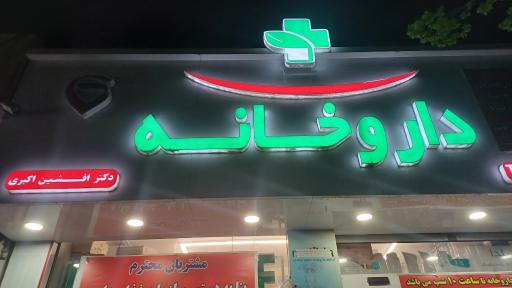 داروخانه
دکتر افشین اکبری
مشتریان محترم
داروخانه تا ساعت ۱۰ شب می باشد